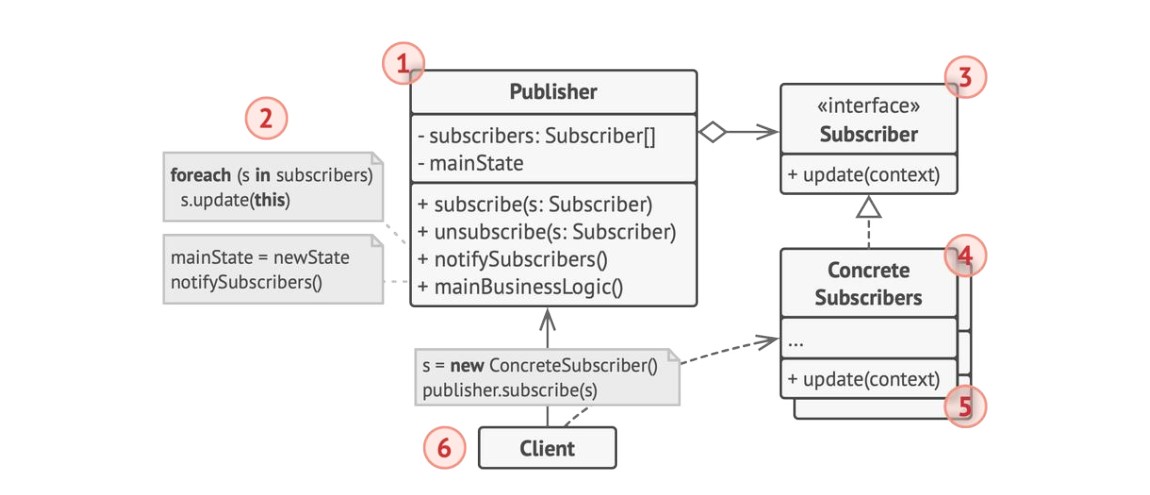 1
Publisher
- subscribers: Subscriber[]
- mainState
+ subscribe(s: Subscriber)
+ unsubscribe(s: Subscriber)
+ notifySubscribers()
+ mainBusinessLogic()
2
foreach (s in subscribers)
s.update(this)
mainState = newState
notifySubscribers()
3
«interface»
Subscriber
+ update(context)
4
Concrete
Subscribers
...
+ update(context)
5
s = new ConcreteSubscriber()
publisher.subscribe(s)
6
Client